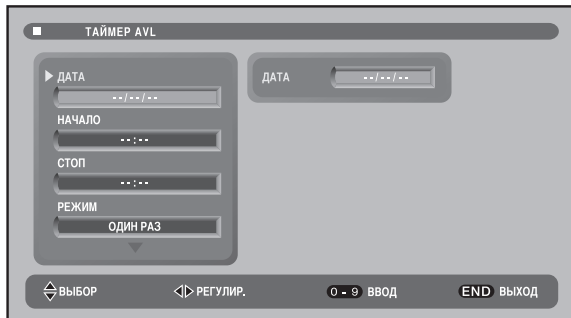 ТАЙМЕР AVL
ДАТА
--/--/--
НАЧАЛО
--:--
СТОП
--:--
РЕЖИМ
ОДИН РАЗ
ДАТА --/--/--
ВЫБОР РЕГУЛИР. 0 - 9 ВВОД END ВЫХОД